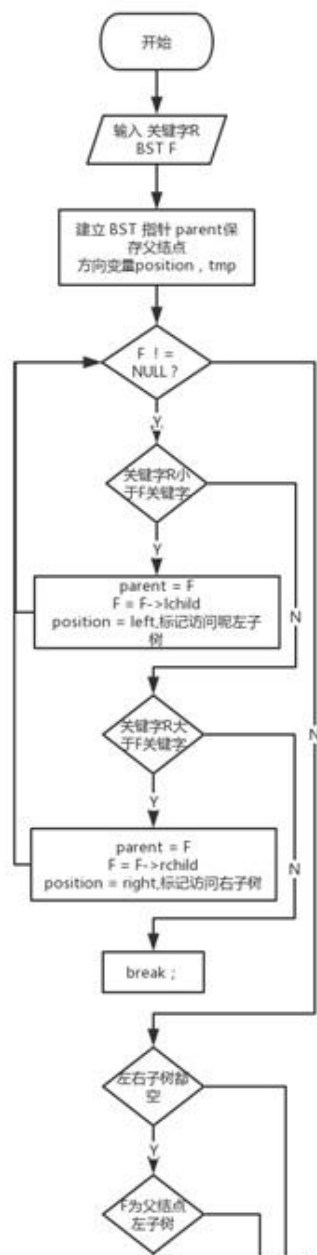 开始
输入 关键字R
BST F
建立 BST 指针 parent保
存父结点
方向变量position，tmp
F ！=
NULL？
Y
关键字R小
于F关键字
Y
parent = F
F = F->lchild
position = left,标记访问呢左子
树
N
N
关键字R大
于F关键字
Y
parent = F
F = F->rchild
position = right,标记访问右子树
N
break；
左右子树都
空
Y
F为父结点
左子树